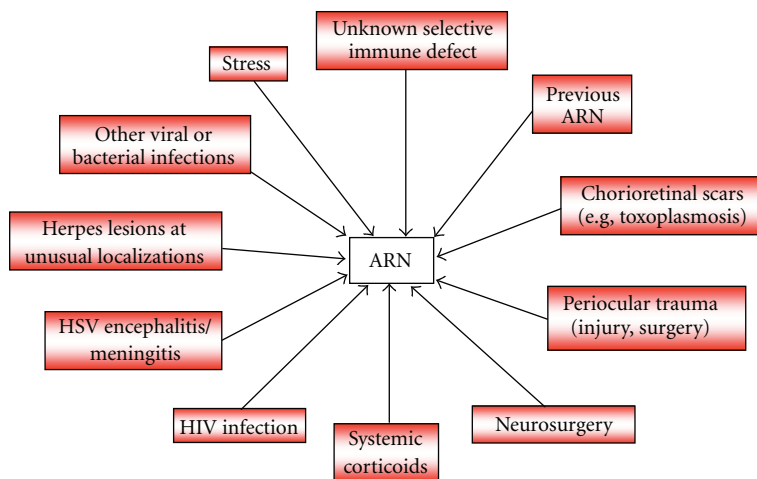 Unknown selective
immune defect
Stress
Previous
ARN
Other viral or
bacterial infections
Chorioretinal scars
(e.g, toxoplasmosis)
Herpes lesions at
unusual localizations
ARN
Periocular trauma
(injury, surgery)
HSV encephalitis/
meningitis
HIV infection
Systemic
corticoids
Neurosurgery